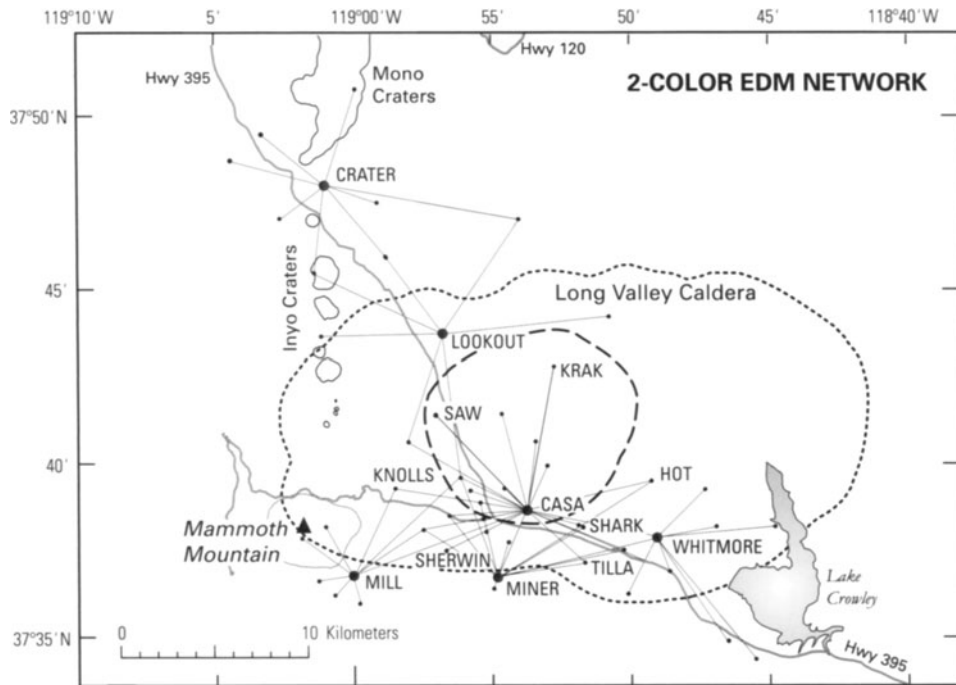 119°10´ W
5´
119°00´
55´
50´
45´
118°40´
Hwy 120
Hwy 395
Mono
Craters
2-COLOR EDM NETWORK
37°50´
CRATER
Inyo Craters
45´
Long Valley Caldera
LOOKOUT
KRAK
SAW
40´
KNOLLS
HOT
CASA
SHARK
Mammoth
Mountain
SHERWIN
WHITMORE
TILLA
MILL
MINER
Lake
Crowley
37°35´N
0
10 Kilometers
Hwy 395